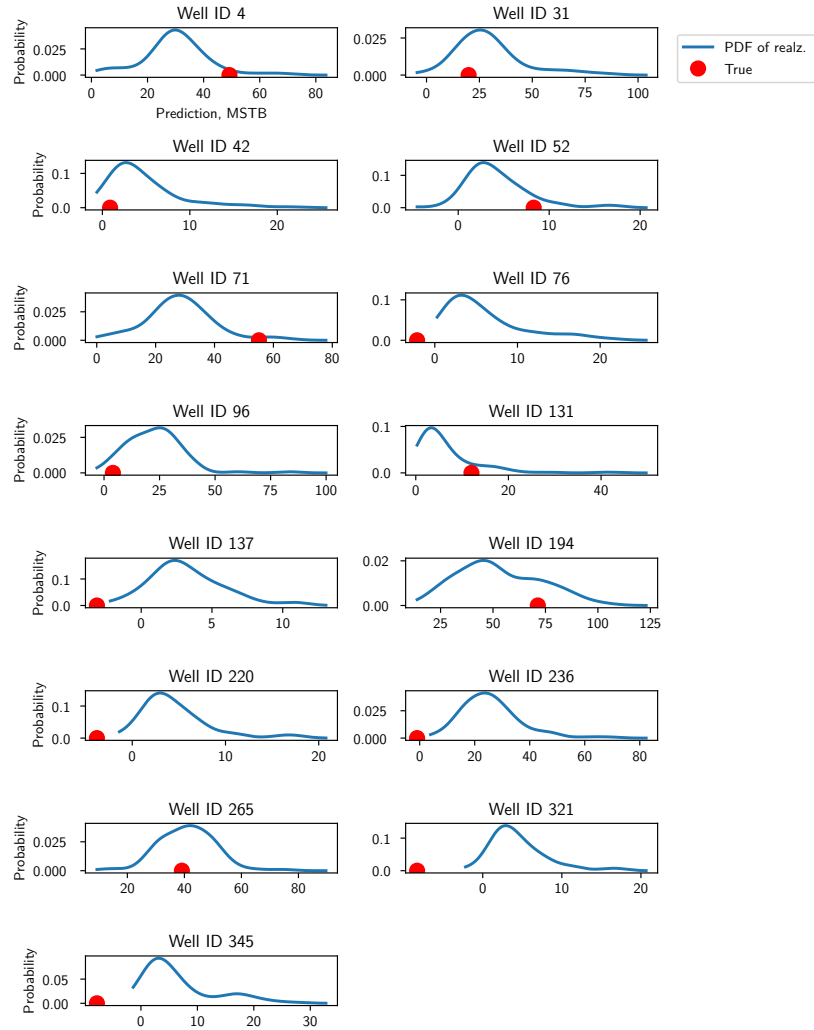 Well ID 4
Probability
0.025
0.000
0 20 40 60 80
Prediction, MSTB
Well ID 31
0.025
0.000
0 25 50 75 100
PDF of realz.
True
Well ID 42
Probability
0.1
0.0
0 10 20
Well ID 52
0.1
0.0
0 10 20
Well ID 71
Probability
0.025
0.000
0 20 40 60 80
Well ID 76
0.1
0.0
0 10 20
Well ID 96
Probability
0.025
0.000
0 25 50 75 100
Well ID 131
0.1
0.0
0 20 40
Well ID 137
Probability
0.1
0.0
0 5 10
Well ID 194
0.02
0.00
25 50 75 100 125
Well ID 220
Probability
0.1
0.0
0 10 20
Well ID 236
0.025
0.000
0 20 40 60 80
Well ID 265
Probability
0.025
0.000
20 40 60 80
Well ID 321
0.1
0.0
0 10 20
Well ID 345
Probability
0.05
0.00
0 10 20 30